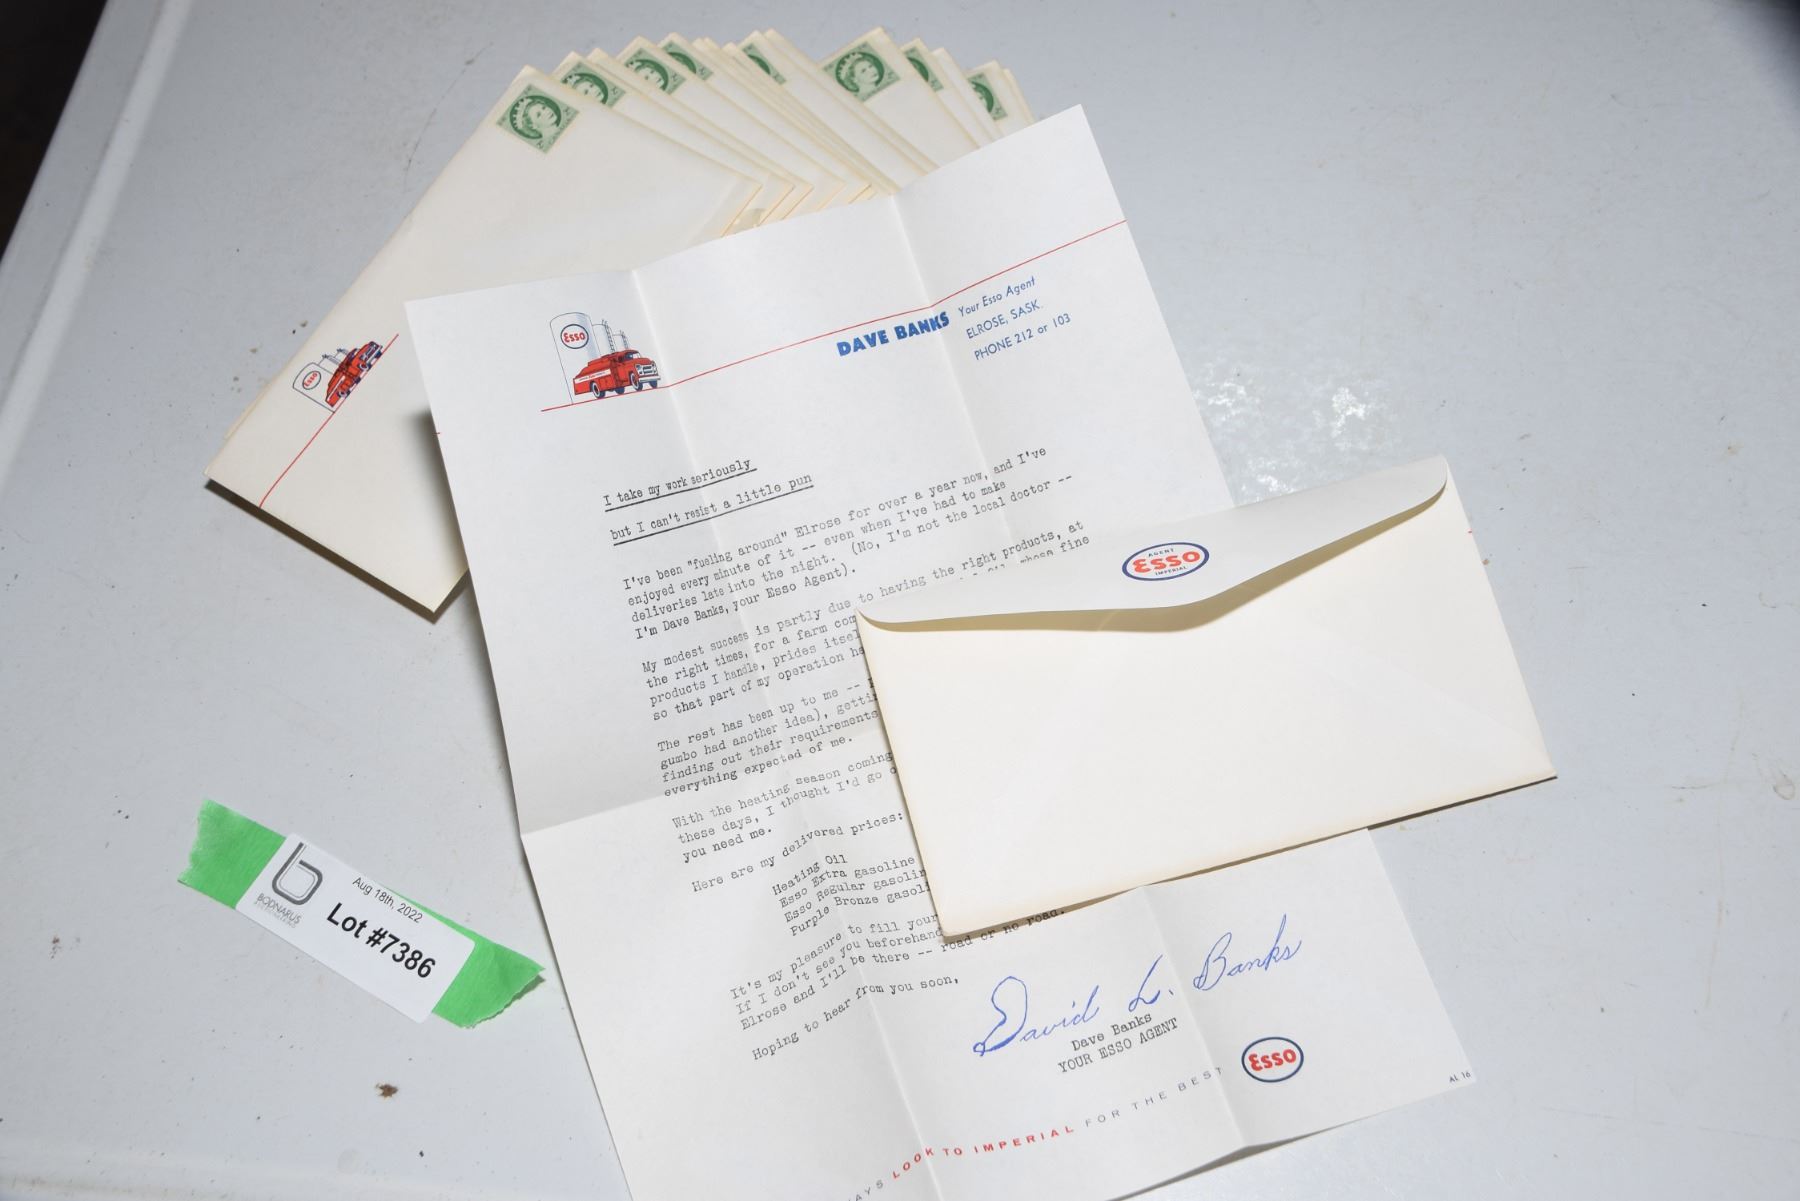 Esso
Esso
DAVE BANKS
Your Esso Agent
ELROSE, SASK.
PHONE 212 or 103
I take my work seriously
but I can't resist a little pun
I've been "fueling around" Elrose for over a year now, and I've
enjoyed every minute of it -- even when I've had to make
deliveries late into the night. (No, I'm not the local doctor --
I'm Dave Banks, your Esso Agent).
My modest success is partly due to having the right products, at
the right times, for a farm com
products I handle, prides itsel
so that part of my operation ha
The rest has been up to me --
gumbo had another idea), getti
finding out their requirements
everything expected of me.
With the heating season coming
these days, I thought I'd go
you need me.
Here are my delivered prices:
Heating Oil
Esso Extra gasoline
Esso Regular gasolin
Purple Bronze gasoli
It's my pleasure to fill your
If I don't see you beforehand
Elrose and I'll be there -- road or no road.
Hoping to hear from you soon,
David L. Banks
Dave Banks
YOUR ESSO AGENT
Esso
AYS LOOK TO IMPERIAL FOR THE BEST
AL 16
AGENT
Esso
IMPERIAL
BODNARUS
Aug 18th, 2022
Lot #7386